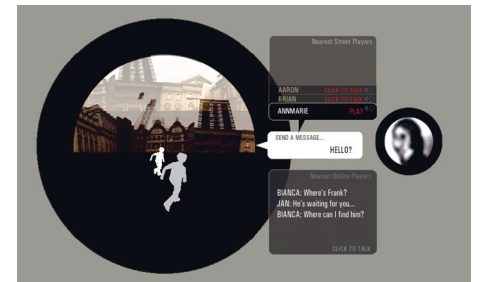 Nearest Street Players
AARON CLICK TO TALK
BRIAN CLICK TO TALK
ANNMARIE PLAY
SEND A MESSAGE...
HELLO?
Nearest Online Players
BIANCA: Where's Frank?
JAN: He's waiting for you...
BIANCA: Where can I find him?
CLICK TO TALK